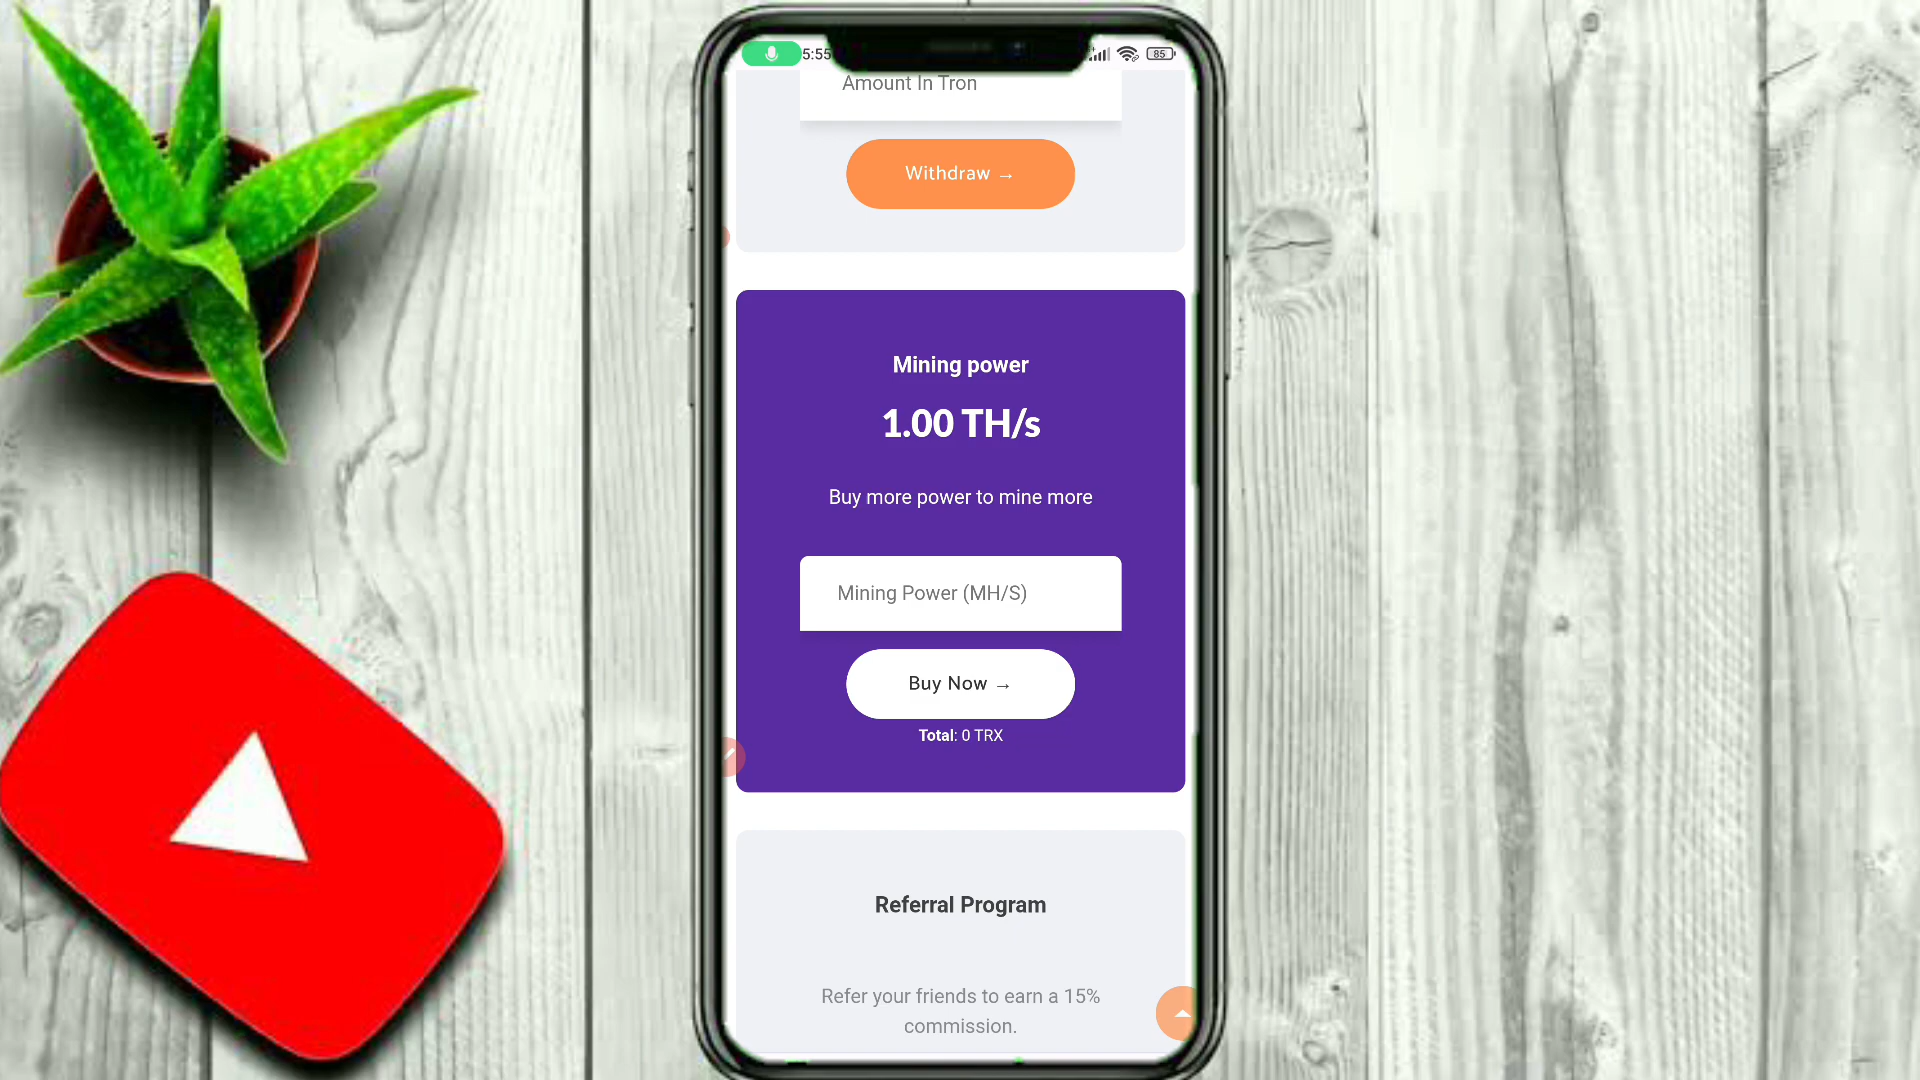 5:55
85
Amount In Tron
Withdraw →
Mining power
1.00 TH/s
Buy more power to mine more
Mining Power (MH/S)
Buy Now →
Total: 0 TRX
Referral Program
Refer your friends to earn a 15%
commission.